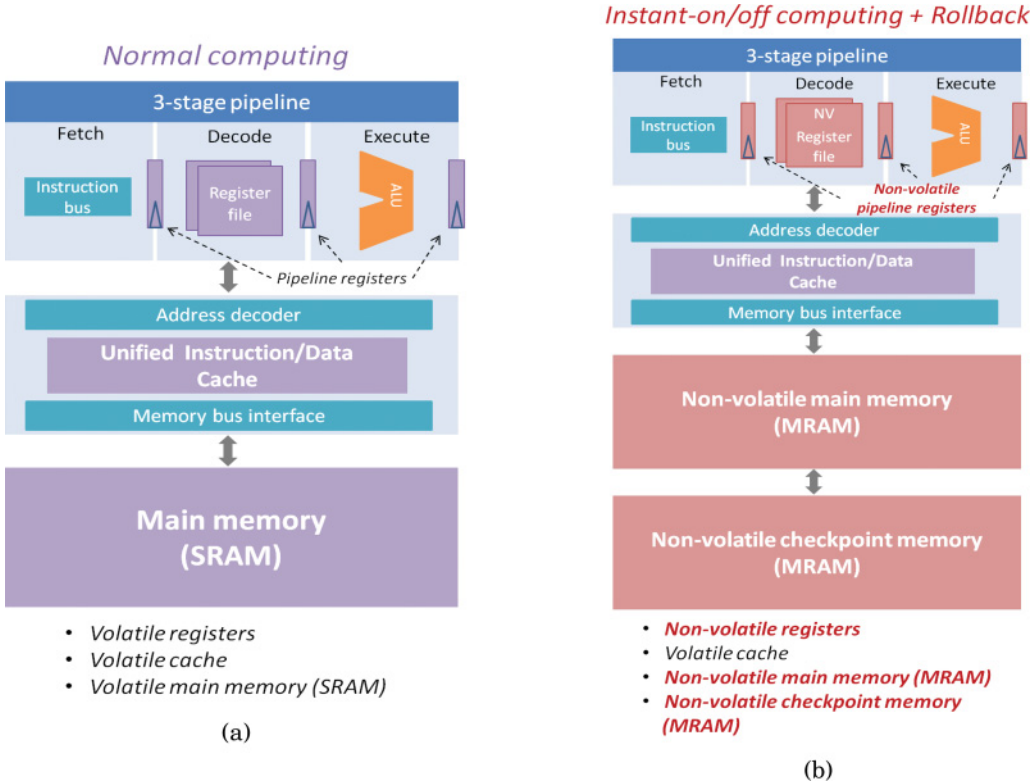 Normal computing
3-stage pipeline
Fetch
Decode
Execute
Instruction
bus
Register
file
ALU
Pipeline registers
Address decoder
Unified Instruction/Data
Cache
Memory bus interface
Main memory
(SRAM)
• Volatile registers
• Volatile cache
• Volatile main memory (SRAM)
(a)
Instant-on/off computing + Rollback
3-stage pipeline
Fetch
Decode
Execute
Instruction
bus
NV
Register
file
ALU
Non-volatile
pipeline registers
Address decoder
Unified Instruction/Data
Cache
Memory bus interface
Non-volatile main memory
(MRAM)
Non-volatile checkpoint memory
(MRAM)
• Non-volatile registers
• Volatile cache
• Non-volatile main memory (MRAM)
• Non-volatile checkpoint memory
(MRAM)
(b)